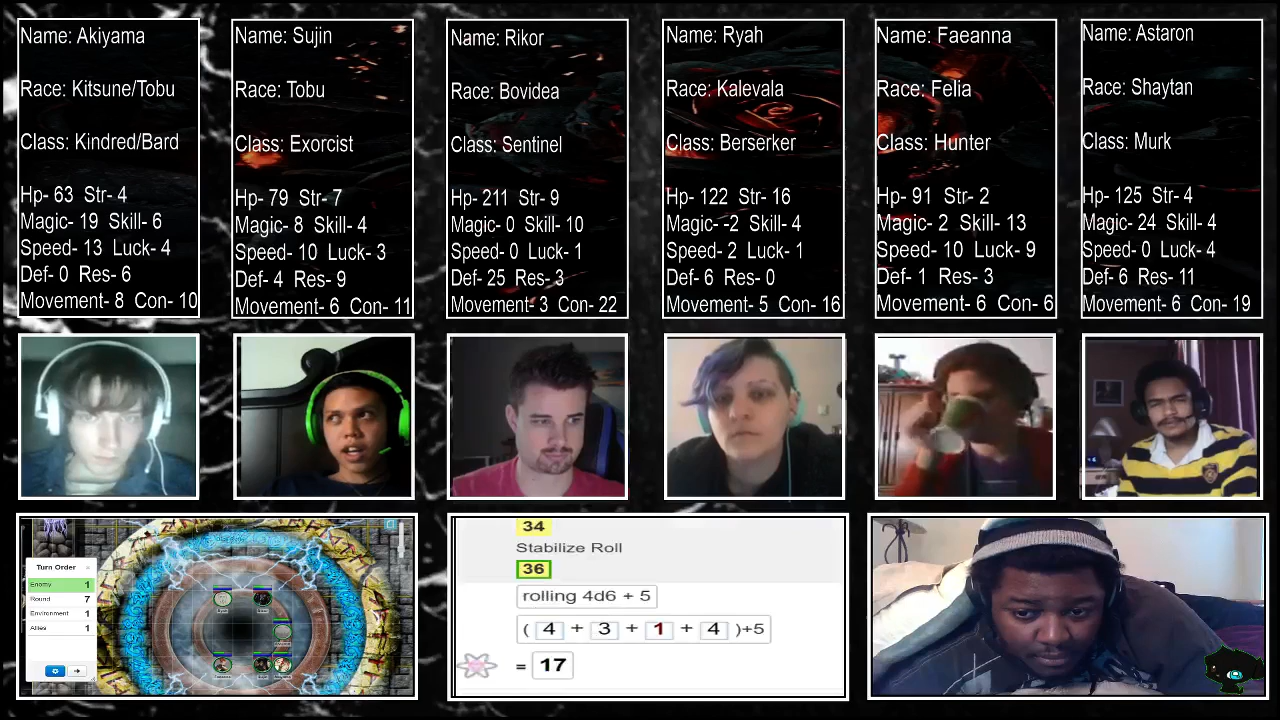 Name: Akiyama
Race: Kitsune/Tobu
Class: Kindred/Bard
Hp- 63 Str- 4
Magic- 19 Skill- 6
Speed- 13 Luck- 4
Def- 0 Res- 6
Movement- 8 Con- 10
Name: Sujin
Race: Tobu
Class: Exorcist
Hp- 79 Str- 7
Magic- 8 Skill- 4
Speed- 10 Luck- 3
Def- 4 Res- 9
Movement- 6 Con- 11
Name: Rikor
Race: Bovidea
Class: Sentinel
Hp- 211 Str- 9
Magic- 0 Skill- 10
Speed- 0 Luck- 1
Def- 25 Res- 3
Movement- 3 Con- 22
Name: Ryah
Race: Kalevala
Class: Berserker
Hp- 122 Str- 16
Magic- -2 Skill- 4
Speed- 2 Luck- 1
Def- 6 Res- 0
Movement- 5 Con- 16
Name: Faeanna
Race: Felia
Class: Hunter
Hp- 91 Str- 2
Magic- 2 Skill- 13
Speed- 10 Luck- 9
Def- 1 Res- 3
Movement- 6 Con- 6
Name: Astaron
Race: Shaytan
Class: Murk
Hp- 125 Str- 4
Magic- 24 Skill- 4
Speed- 0 Luck- 4
Def- 6 Res- 11
Movement- 6 Con- 19
Turn Order
Enemy 1
Round 7
Environment 1
Allies 1
34
Stabilize Roll
36
rolling 4d6 + 5
( 4 + 3 + 1 + 4 )+5
= 17